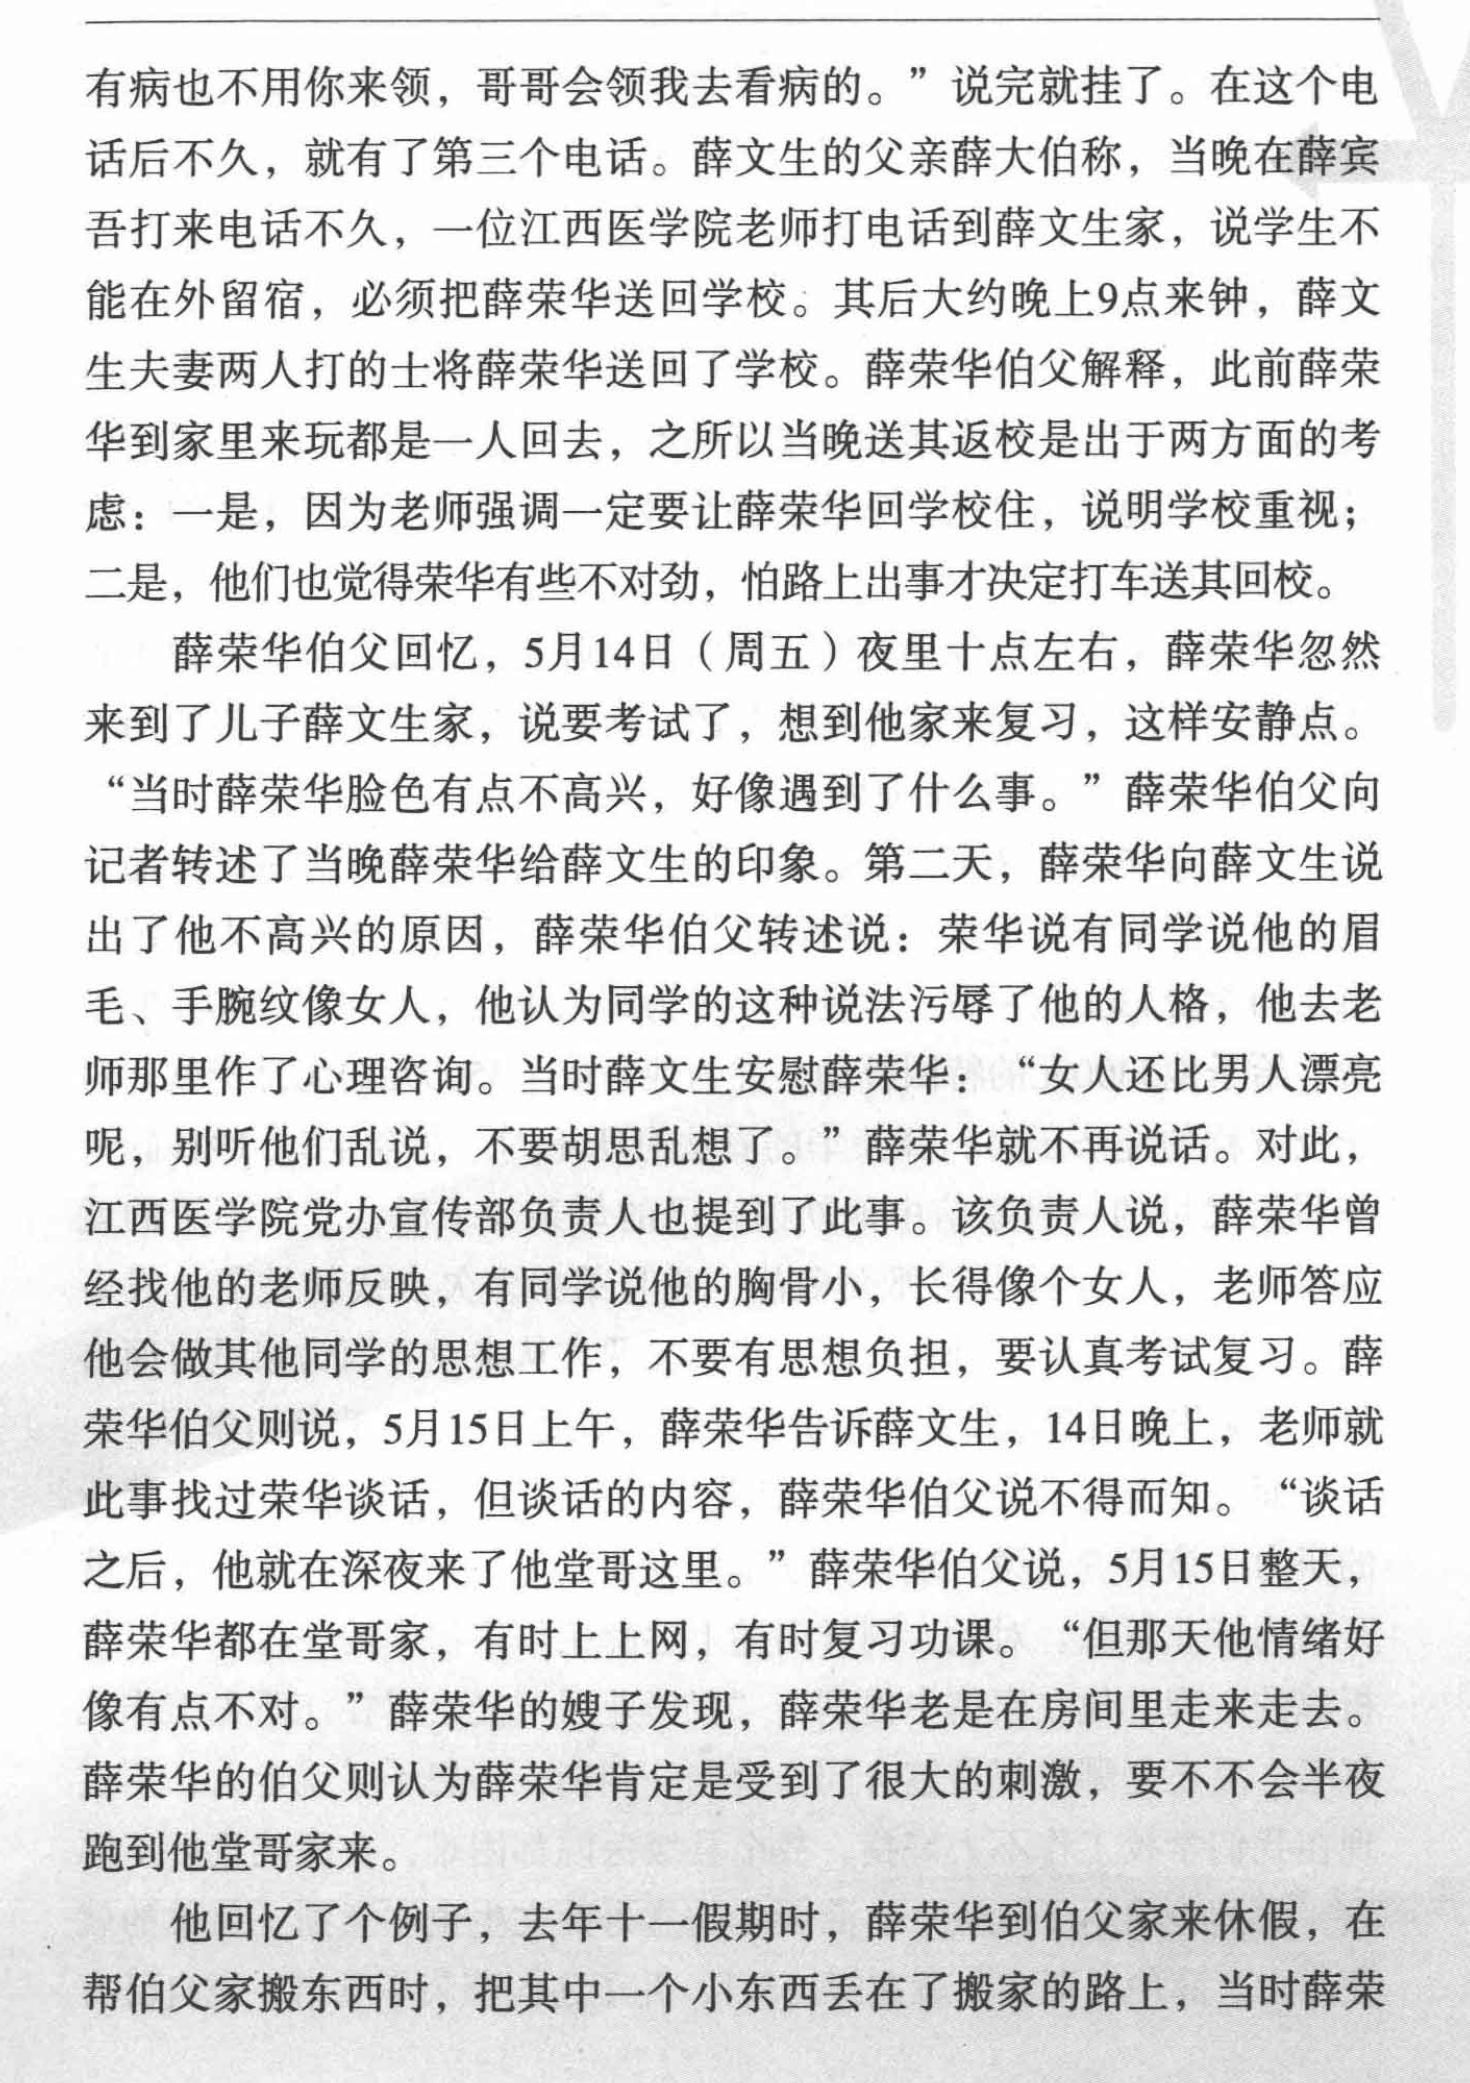 有病也不用你来领，哥哥会领我去看病的。”说完就挂了。在这个电
话后不久，就有了第三个电话。薛文生的父亲薛大伯称，当晚在薛宾
吾打来电话不久，一位江西医学院老师打电话到薛文生家，说学生不
能在外留宿，必须把薛荣华送回学校。其后大约晚上9点来钟，薛文
生夫妻两人打的士将薛荣华送回了学校。薛荣华伯父解释，此前薛荣
华到家里来玩都是一人回去，之所以当晚送其返校是出于两方面的考
虑：一是，因为老师强调一定要让薛荣华回学校住，说明学校重视；
二是，他们也觉得荣华有些不对劲，怕路上出事才决定打车送其回校。
薛荣华伯父回忆，5月14日（周五）夜里十点左右，薛荣华忽然
来到了儿子薛文生家，说要考试了，想到他家来复习，这样安静点。
“当时薛荣华脸色有点不高兴，好像遇到了什么事。”薛荣华伯父向
记者转述了当晚薛荣华给薛文生的印象。第二天，薛荣华向薛文生说
出了他不高兴的原因，薛荣华伯父转述说：荣华说有同学说他的眉
毛、手腕纹像女人，他认为同学的这种说法污辱了他的人格，他去老
师那里作了心理咨询。当时薛文生安慰薛荣华：“女人还比男人漂亮
呢，别听他们乱说，不要胡思乱想了。”薛荣华就不再说话。对此，
江西医学院党办宣传部负责人也提到了此事。该负责人说，薛荣华曾
经找他的老师反映，有同学说他的胸骨小，长得像个女人，老师答应
他会做其他同学的思想工作，不要有思想负担，要认真考试复习。薛
荣华伯父则说，5月15日上午，薛荣华告诉薛文生，14日晚上，老师就
此事找过荣华谈话，但谈话的内容，薛荣华伯父说不得而知。“谈话
之后，他就在深夜来了他堂哥这里。”薛荣华伯父说，5月15日整天，
薛荣华都在堂哥家，有时上上网，有时复习功课。“但那天他情绪好
像有点不对。”薛荣华的嫂子发现，薛荣华老是在房间里走来走去。
薛荣华的伯父则认为薛荣华肯定是受到了很大的刺激，要不不会半夜
跑到他堂哥家来。
他回忆了个例子，去年十一假期时，薛荣华到伯父家来休假，在
帮伯父家搬东西时，把其中一个小东西丢在了搬家的路上，当时薛荣